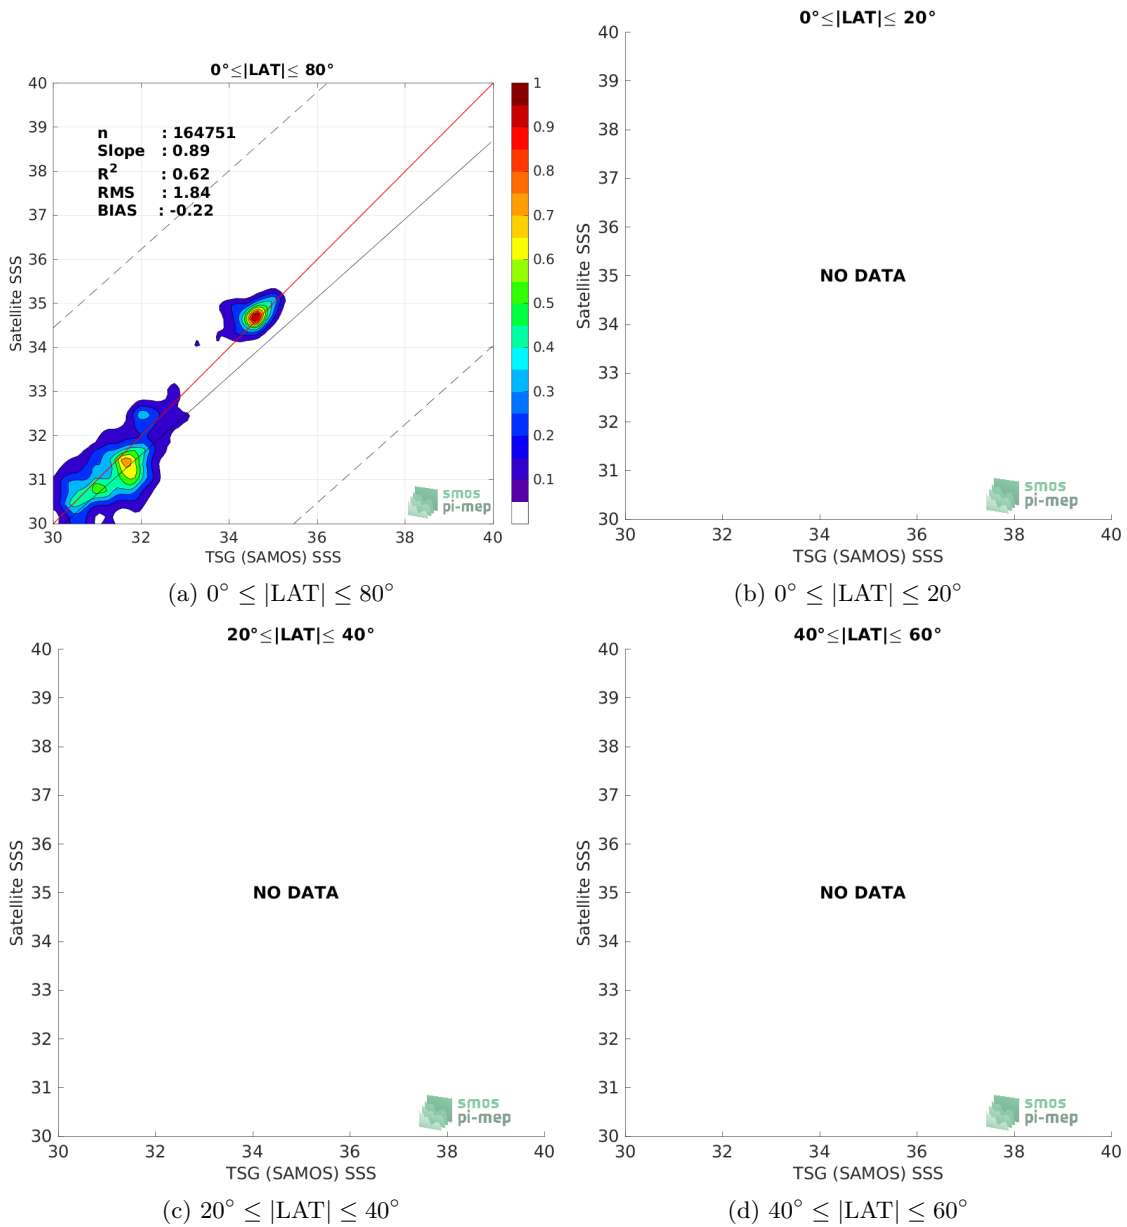 0°≤|LAT|≤ 80°
40
39
38
37
36
35
34
33
32
31
30
30
32
34
36
38
40
Satellite SSS
TSG (SAMOS) SSS
n : 164751
Slope : 0.89
R² : 0.62
RMS : 1.84
BIAS : -0.22
1
0.9
0.8
0.7
0.6
0.5
0.4
0.3
0.2
0.1
smos
pi-mep
(a) 0° ≤ |LAT| ≤ 80°
0°≤|LAT|≤ 20°
40
39
38
37
36
35
34
33
32
31
30
30
32
34
36
38
40
Satellite SSS
TSG (SAMOS) SSS
NO DATA
smos
pi-mep
(b) 0° ≤ |LAT| ≤ 20°
20°≤|LAT|≤ 40°
40
39
38
37
36
35
34
33
32
31
30
30
32
34
36
38
40
Satellite SSS
TSG (SAMOS) SSS
NO DATA
smos
pi-mep
(c) 20° ≤ |LAT| ≤ 40°
40°≤|LAT|≤ 60°
40
39
38
37
36
35
34
33
32
31
30
30
32
34
36
38
40
Satellite SSS
TSG (SAMOS) SSS
NO DATA
smos
pi-mep
(d) 40° ≤ |LAT| ≤ 60°